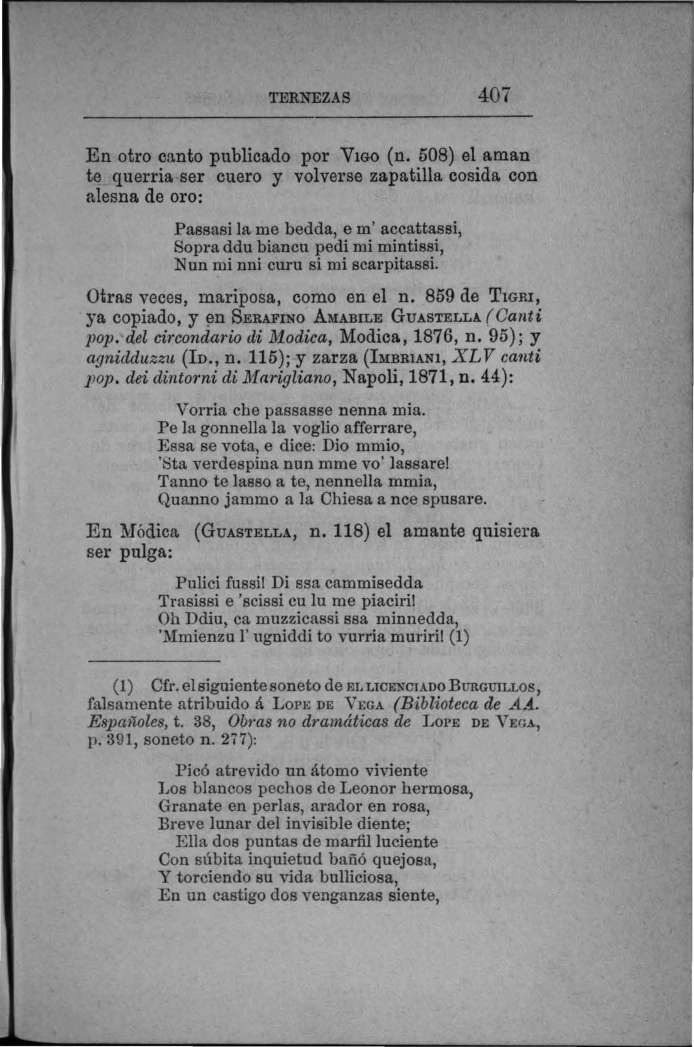 TERNEZAS 407
En otro canto publicado por VIGO (n. 508) el aman
te querria ser cuero y volverse zapatilla cosida con
alesna de oro:
Passasi la me bedda, e m' accattassi,
Sopra ddu biancu pedi mi mintissi,
Nun mi nni curu si mi scarpitassi.
Otras veces, mariposa, como en el n. 859 de TIGRI,
ya copiado, y en SERAFINO AMABILE GUASTELLA (Canti
pop. del circondario di Modica, Modica, 1876, n. 95); y
agnidduzzu (ID., n. 115); y zarza (IMBRIANI, XLV canti
pop. dei dintorni di Marigliano, Napoli, 1871, n. 44):
Vorria che passasse nenna mia.
Pe la gonnella la voglio afferrare,
Essa se vota, e dice: Dio mmio,
'Sta verdespina nun mme vo' lassare!
Tanno te lasso a te, nennella mmia,
Quanno jammo a la Chiesa a nce spusare.
En Módica (GUASTELLA, n. 118) el amante quisiera
ser pulga:
Pulici fussi! Di ssa cammisedda
Trasissi e 'scissi cu lu me piaciri!
Oh Ddiu, ca muzzicassi ssa minnedda,
'Mmienzu l' ugniddi to vurria muriri! (1)
(1) Cfr. el siguiente soneto de EL LICENCIADO BURGUILLOS,
falsamente atribuido á LOPE DE VEGA (Biblioteca de AA.
Españoles, t. 38, Obras no dramáticas de LOPE DE VEGA,
p. 391, soneto n. 277):
Picó atrevido un átomo viviente
Los blancos pechos de Leonor hermosa,
Granate en perlas, arador en rosa,
Breve lunar del invisible diente;
Ella dos puntas de marfil luciente
Con súbita inquietud bañó quejosa,
Y torciendo su vida bulliciosa,
En un castigo dos venganzas siente,